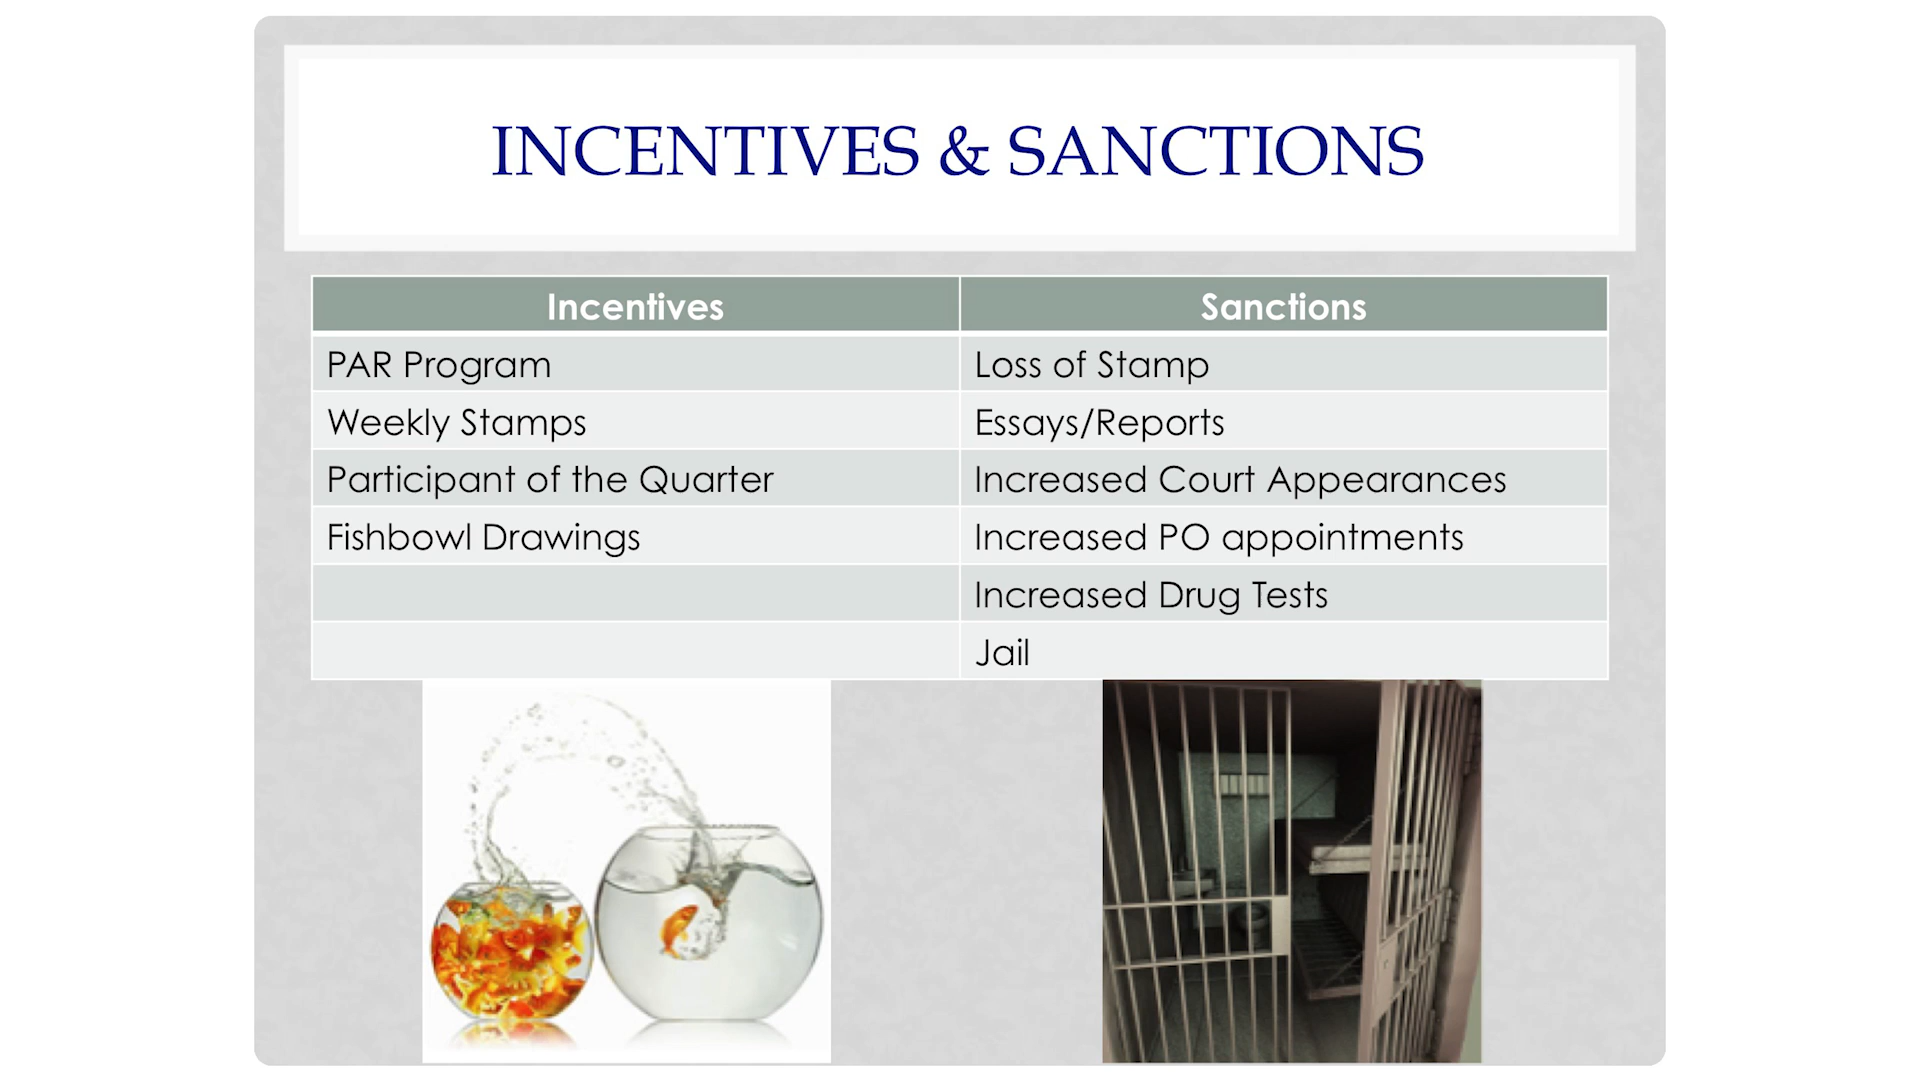 INCENTIVES & SANCTIONS
Incentives Sanctions
PAR Program Loss of Stamp
Weekly Stamps Essays/Reports
Participant of the Quarter Increased Court Appearances
Fishbowl Drawings Increased PO appointments
Increased Drug Tests
Jail